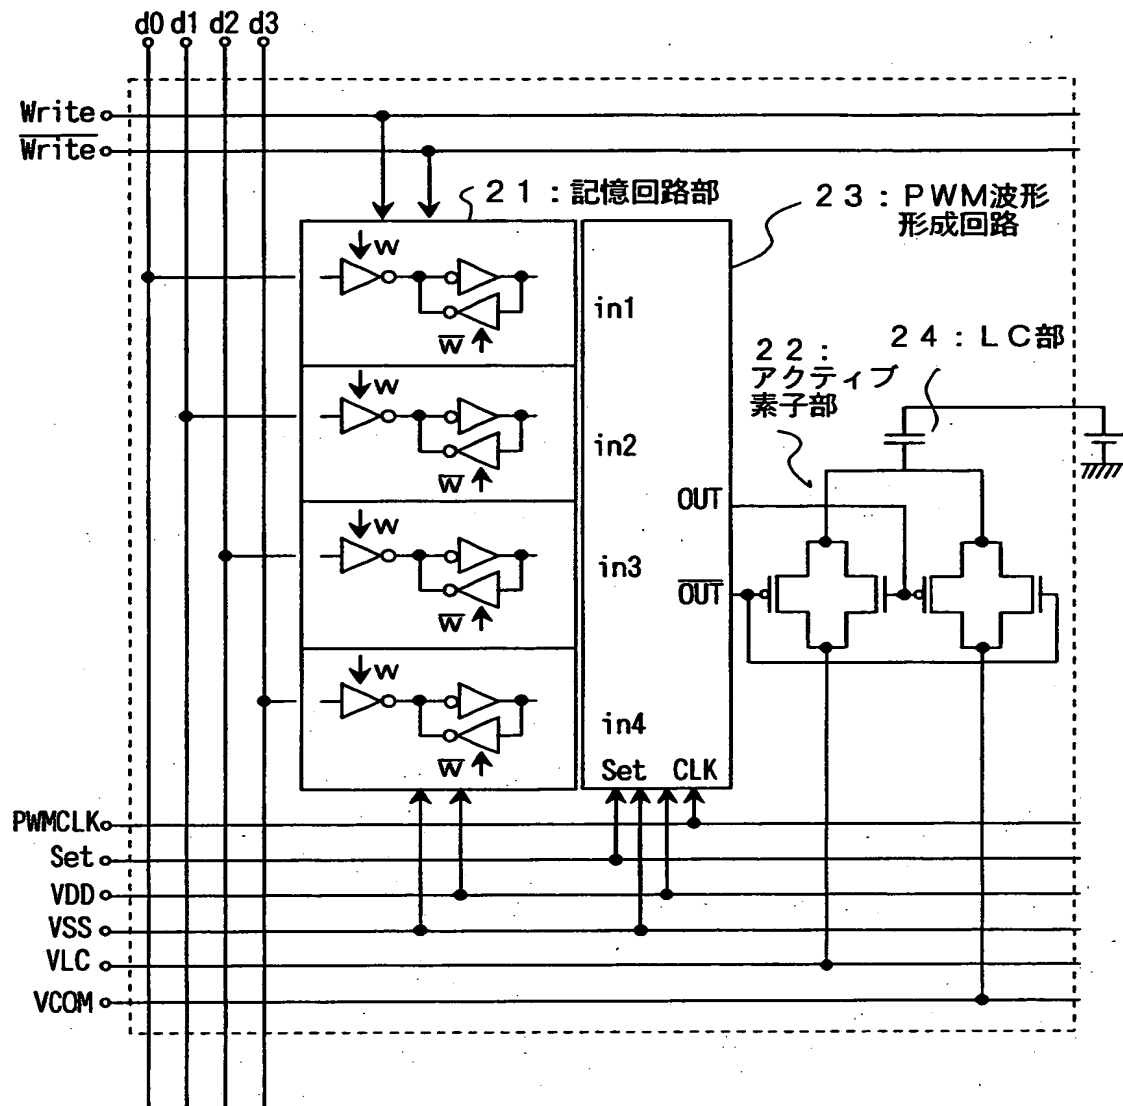 d0 d1 d2 d3
Write
Write
21：記憶回路部
23：PWM波形
形成回路
W
W
in1
24：LC部
22：
アクティブ
素子部
W
W
in2
OUT
W
W
in3
OUT
W
W
in4
Set CLK
PWMCLK
Set
VDD
VSS
VLC
VCOM